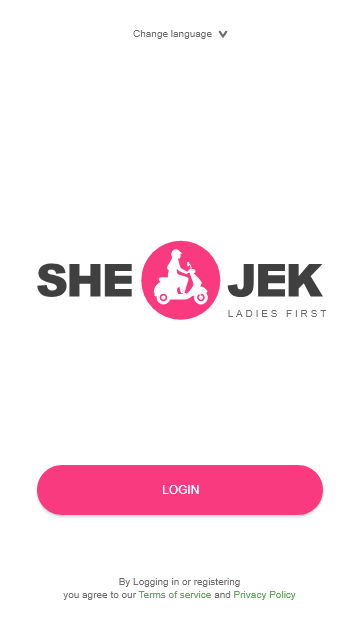 Change language
SHE JEK
LADIES FIRST
LOGIN
By Logging in or registering
you agree to our Terms of service and Privacy Policy